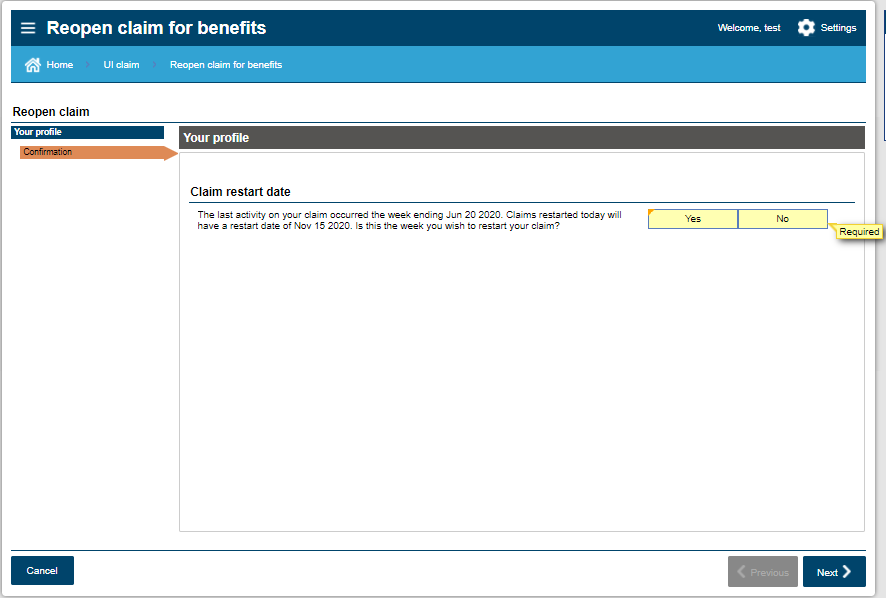 Reopen claim for benefits
Welcome, test
Settings
Home
UI claim
Reopen claim for benefits
Reopen claim
Your profile
Confirmation
Your profile
Claim restart date
The last activity on your claim occurred the week ending Jun 20 2020. Claims restarted today will
have a restart date of Nov 15 2020. Is this the week you wish to restart your claim?
Yes
No
Required
Cancel
Previous
Next